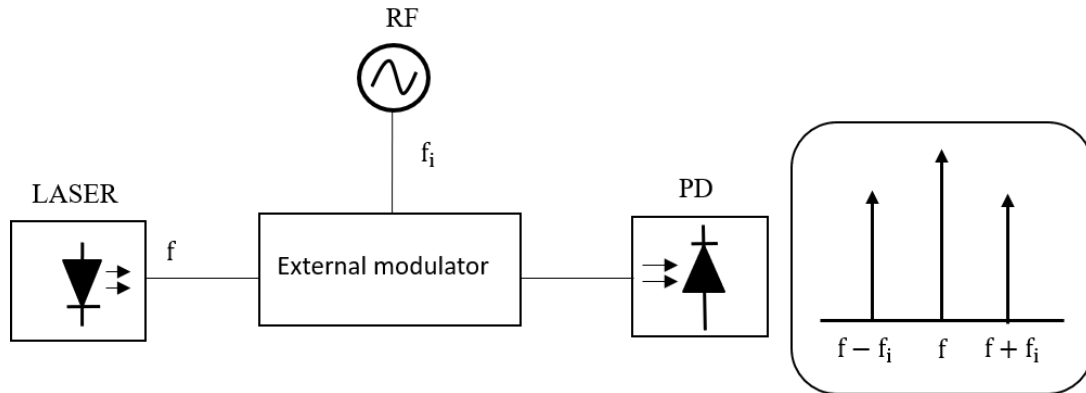 RF
fᵢ
LASER
f
External modulator
PD
f − fᵢ
f
f + fᵢ